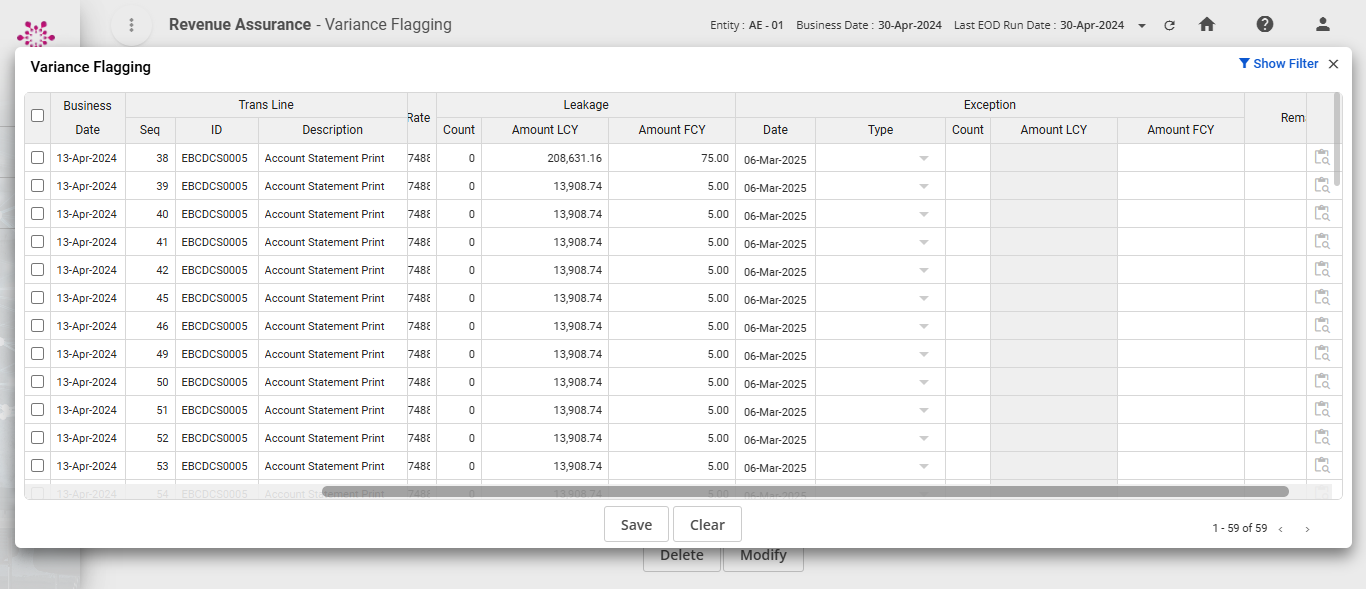 Revenue Assurance - Variance Flagging
Entity : AE - 01 Business Date : 30-Apr-2024 Last EOD Run Date : 30-Apr-2024
Variance Flagging
Show Filter
Business Date Trans Line Rate Leakage Exception Rem
Seq ID Description Count Amount LCY Amount FCY Date Type Count Amount LCY Amount FCY
13-Apr-2024 38 EBCDCS0005 Account Statement Print 7488 0 208,631.16 75.00 06-Mar-2025
13-Apr-2024 39 EBCDCS0005 Account Statement Print 7488 0 13,908.74 5.00 06-Mar-2025
13-Apr-2024 40 EBCDCS0005 Account Statement Print 7488 0 13,908.74 5.00 06-Mar-2025
13-Apr-2024 41 EBCDCS0005 Account Statement Print 7488 0 13,908.74 5.00 06-Mar-2025
13-Apr-2024 42 EBCDCS0005 Account Statement Print 7488 0 13,908.74 5.00 06-Mar-2025
13-Apr-2024 45 EBCDCS0005 Account Statement Print 7488 0 13,908.74 5.00 06-Mar-2025
13-Apr-2024 46 EBCDCS0005 Account Statement Print 7488 0 13,908.74 5.00 06-Mar-2025
13-Apr-2024 49 EBCDCS0005 Account Statement Print 7488 0 13,908.74 5.00 06-Mar-2025
13-Apr-2024 50 EBCDCS0005 Account Statement Print 7488 0 13,908.74 5.00 06-Mar-2025
13-Apr-2024 51 EBCDCS0005 Account Statement Print 7488 0 13,908.74 5.00 06-Mar-2025
13-Apr-2024 52 EBCDCS0005 Account Statement Print 7488 0 13,908.74 5.00 06-Mar-2025
13-Apr-2024 53 EBCDCS0005 Account Statement Print 7488 0 13,908.74 5.00 06-Mar-2025
13-Apr-2024 54 EBCDCS0005 Account Statement Print 7488 0 13,908.74 5.00 06-Mar-2025
Save Clear
1 - 59 of 59
Delete Modify